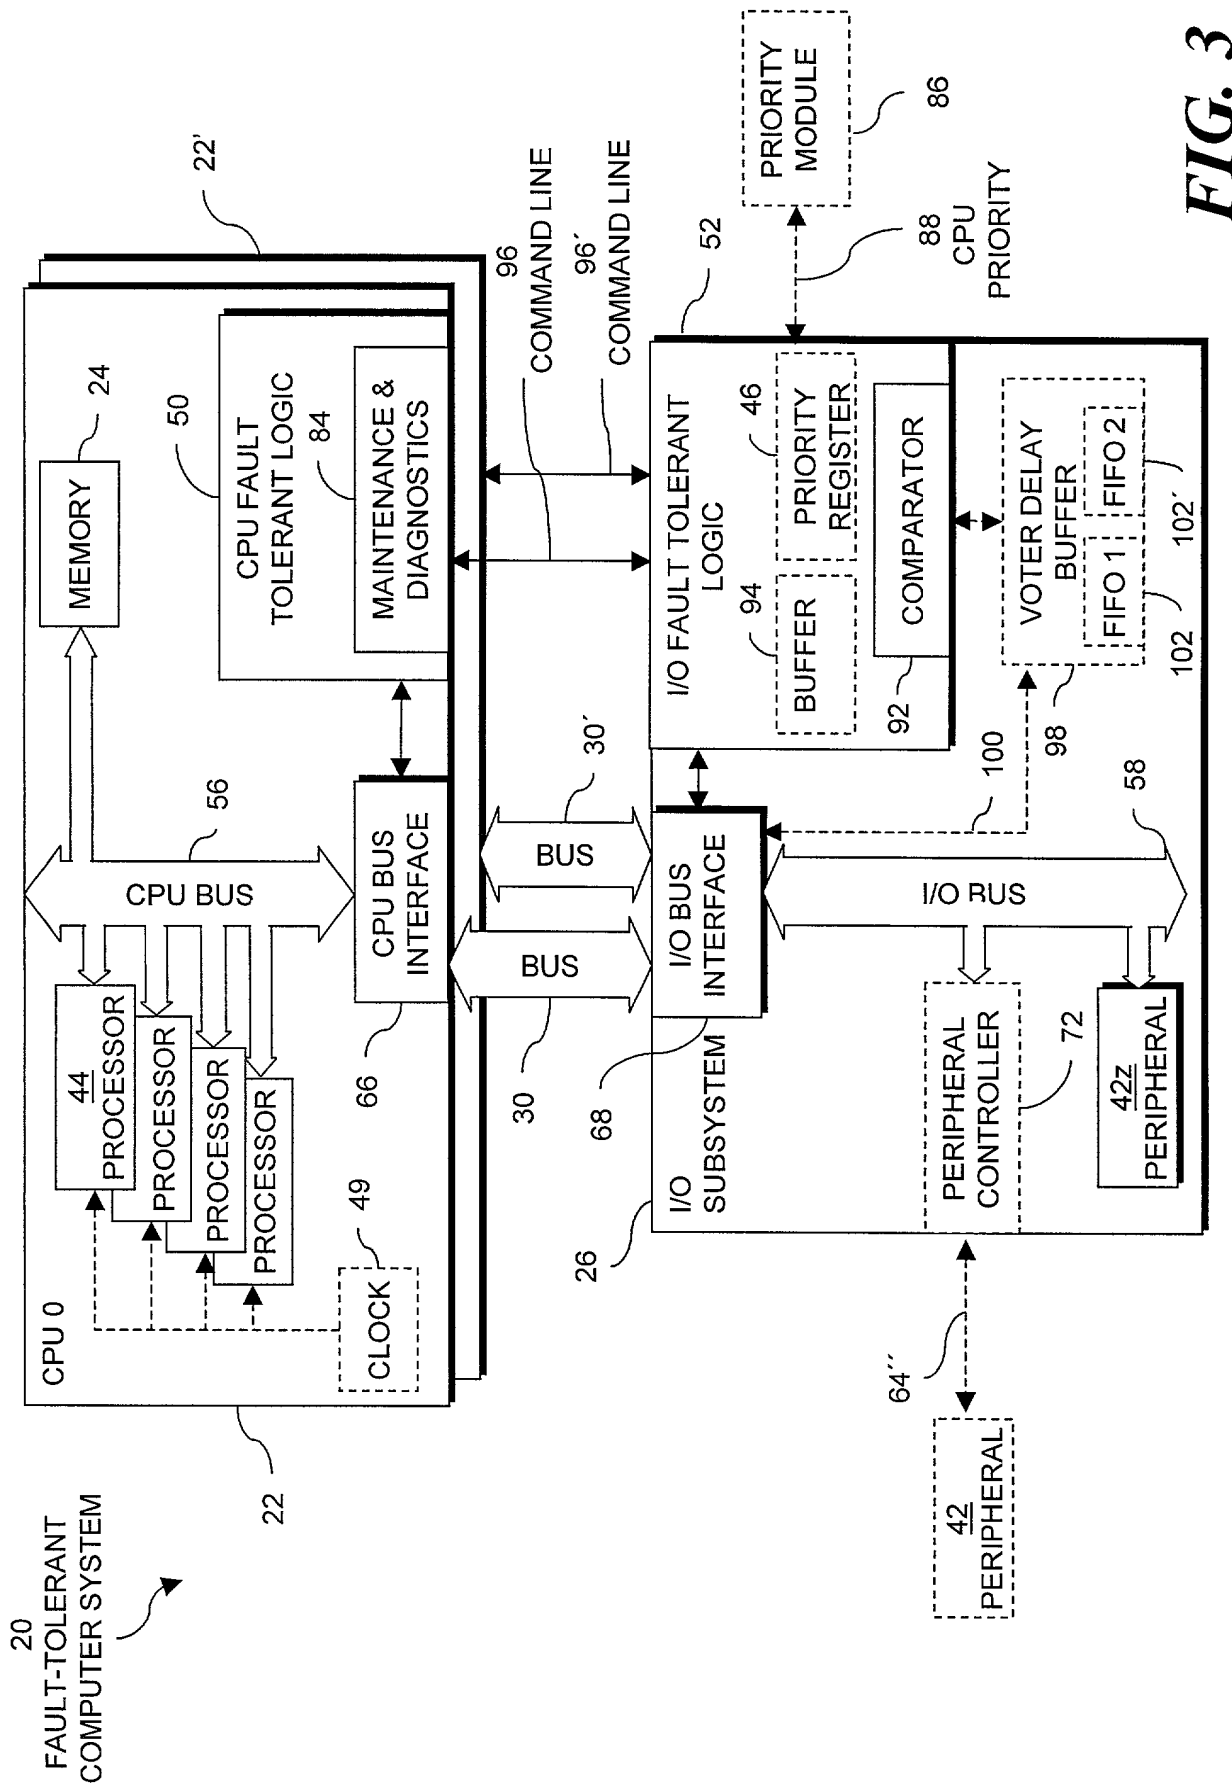 20
FAULT-TOLERANT
COMPUTER SYSTEM
22
CPU 0
44
PROCESSOR
PROCESSOR
PROCESSOR
PROCESSOR
CLOCK
49
CPU BUS
56
MEMORY
24
50
CPU FAULT
TOLERANT LOGIC
84
MAINTENANCE &
DIAGNOSTICS
22'
CPU BUS
INTERFACE
66
BUS
30
BUS
30´
96
COMMAND LINE
96´
COMMAND LINE
26
I/O
SUBSYSTEM
68
I/O BUS
INTERFACE
I/O FAULT TOLERANT
LOGIC
52
94
BUFFER
46
PRIORITY
REGISTER
92
COMPARATOR
PRIORITY
MODULE
86
88
CPU
PRIORITY
100
98
VOTER DELAY
BUFFER
FIFO 1
FIFO 2
102
102´
I/O BUS
58
PERIPHERAL
CONTROLLER
72
42z
PERIPHERAL
64´´
42
PERIPHERAL
FIG. 3